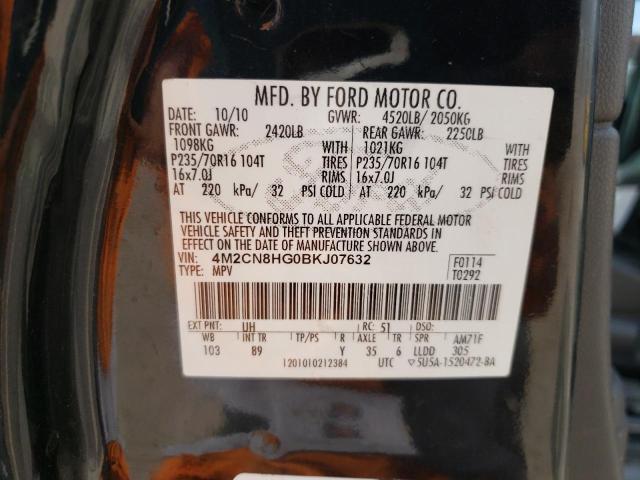 MFD. BY FORD MOTOR CO.
DATE: 10/10 GVWR: 4520LB/ 2050KG
FRONT GAWR: 2420LB REAR GAWR: 2250LB
1098KG WITH 1021KG WITH
P235/70R16 104T TIRES P235/70R16 104T TIRES
16x7.0J RIMS 16x7.0J RIMS
AT 220 kPa/ 32 PSI COLD AT 220 kPa/ 32 PSI COLD
THIS VEHICLE CONFORMS TO ALL APPLICABLE FEDERAL MOTOR
VEHICLE SAFETY AND THEFT PREVENTION STANDARDS IN
EFFECT ON THE DATE OF MANUFACTURE SHOWN ABOVE.
VIN: 4M2CN8HG0BKJ07632 F0114
TYPE: MPV T0292
EXT PNT: UH RC: 51 DSO:
WB INT TR TP/PS R AXLE TR SPR AM71F
103 89 Y 35 6 LLDD 305
1201010212384 UTC 5U5A-1520472-BA